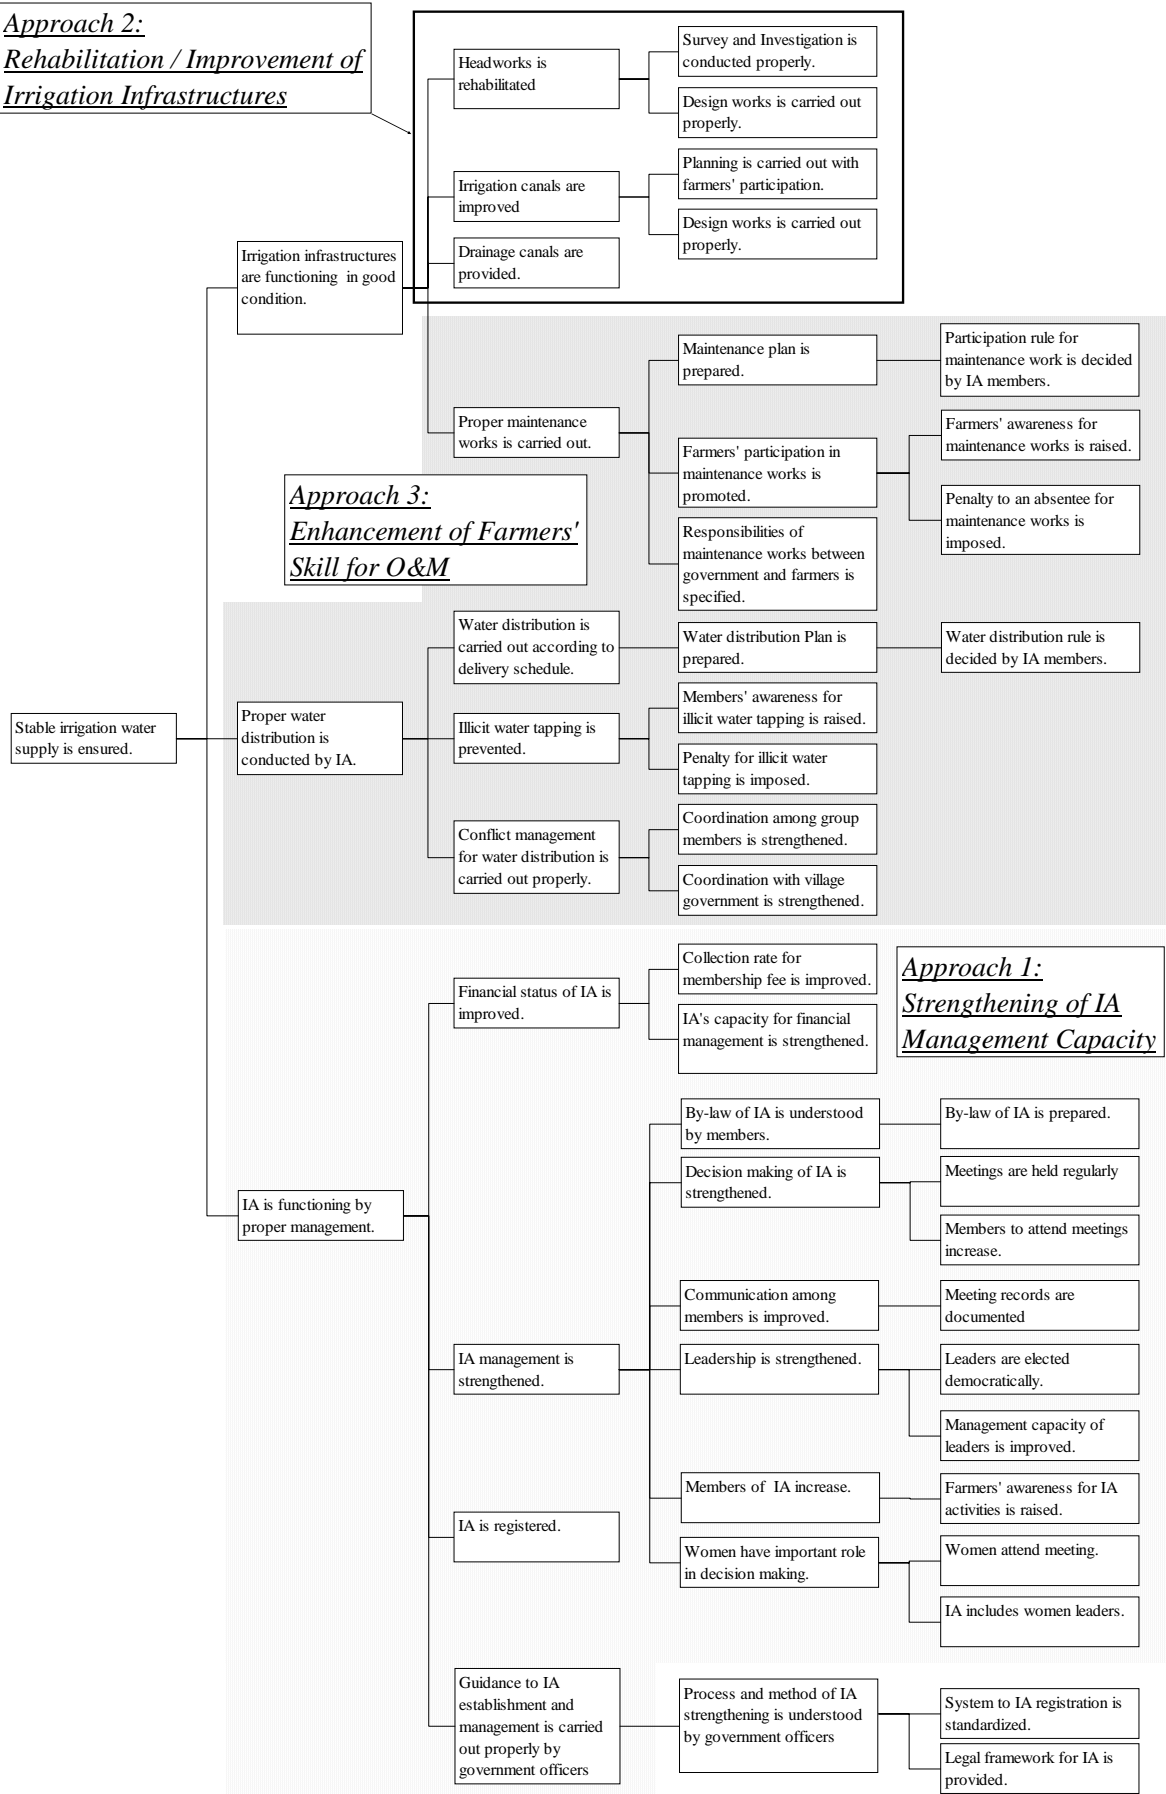 Approach 2:
Rehabilitation / Improvement of
Irrigation Infrastructures
Headworks is
rehabilitated
Survey and Investigation is
conducted properly.
Design works is carried out
properly.
Irrigation canals are
improved
Planning is carried out with
farmers' participation.
Design works is carried out
properly.
Drainage canals are
provided.
Irrigation infrastructures
are functioning in good
condition.
Maintenance plan is
prepared.
Participation rule for
maintenance work is decided
by IA members.
Proper maintenance
works is carried out.
Farmers' participation in
maintenance works is
promoted.
Farmers' awareness for
maintenance works is raised.
Penalty to an absentee for
maintenance works is
imposed.
Approach 3:
Enhancement of Farmers'
Skill for O&M
Responsibilities of
maintenance works between
government and farmers is
specified.
Water distribution is
carried out according to
delivery schedule.
Water distribution Plan is
prepared.
Water distribution rule is
decided by IA members.
Stable irrigation water
supply is ensured.
Proper water
distribution is
conducted by IA.
Illicit water tapping is
prevented.
Members' awareness for
illicit water tapping is raised.
Penalty for illicit water
tapping is imposed.
Conflict management
for water distribution is
carried out properly.
Coordination among group
members is strengthened.
Coordination with village
government is strengthened.
Financial status of IA is
improved.
Collection rate for
membership fee is improved.
IA's capacity for financial
management is strengthened.
Approach 1:
Strengthening of IA
Management Capacity
By-law of IA is understood
by members.
By-law of IA is prepared.
Decision making of IA is
strengthened.
Meetings are held regularly
Members to attend meetings
increase.
IA is functioning by
proper management.
Communication among
members is improved.
Meeting records are
documented
IA management is
strengthened.
Leadership is strengthened.
Leaders are elected
democratically.
Management capacity of
leaders is improved.
Members of IA increase.
Farmers' awareness for IA
activities is raised.
IA is registered.
Women have important role
in decision making.
Women attend meeting.
IA includes women leaders.
Guidance to IA
establishment and
management is carried
out properly by
government officers
Process and method of IA
strengthening is understood
by government officers
System to IA registration is
standardized.
Legal framework for IA is
provided.